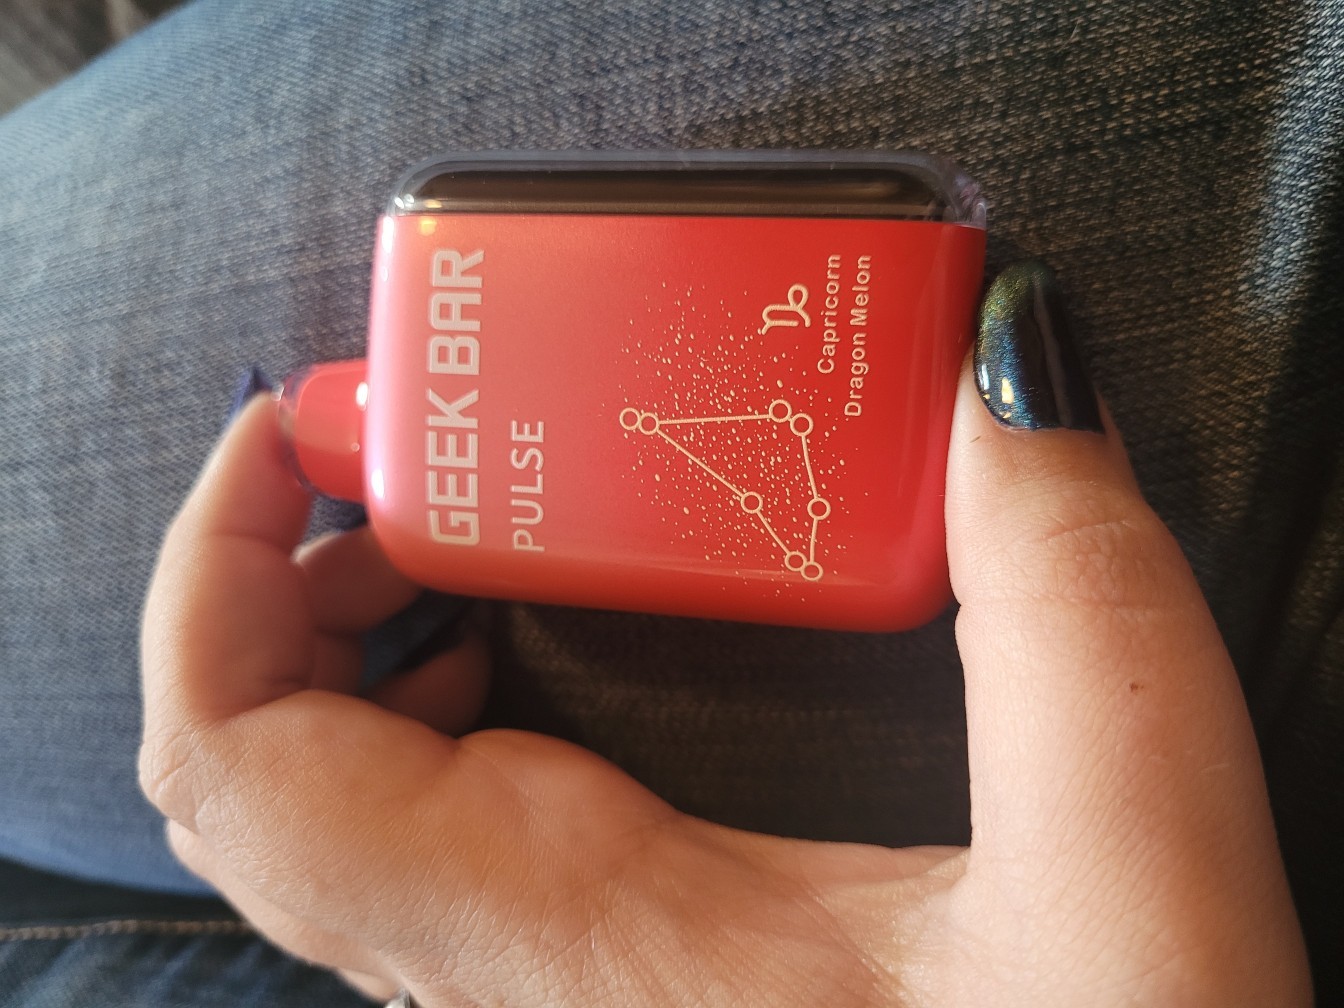 GEEK BAR
PULSE
Capricorn
Dragon Melon